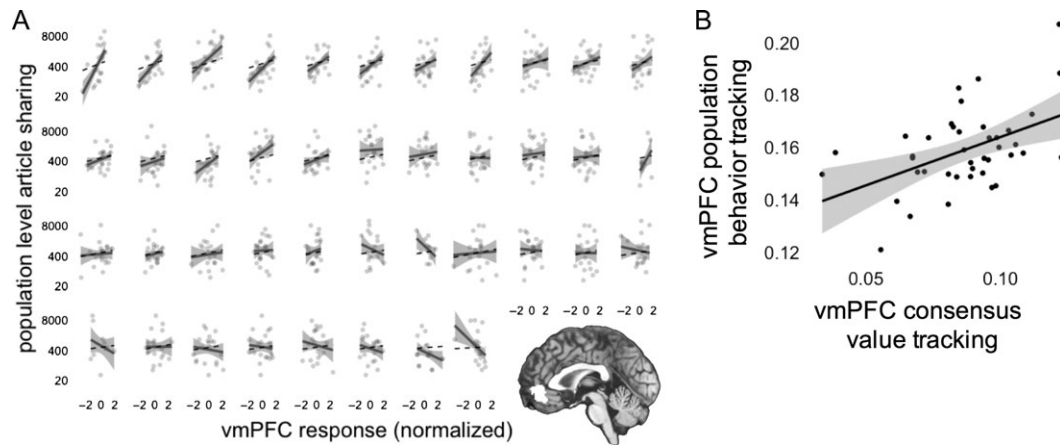 A
population level article sharing
8000
400
20
8000
400
20
8000
400
20
8000
400
20
−2 0 2 −2 0 2 −2 0 2
−2 0 2 −2 0 2 −2 0 2 −2 0 2 −2 0 2 −2 0 2 −2 0 2 −2 0 2
vmPFC response (normalized)
B
vmPFC population
behavior tracking
0.20
0.18
0.16
0.14
0.12
0.05 0.10
vmPFC consensus
value tracking